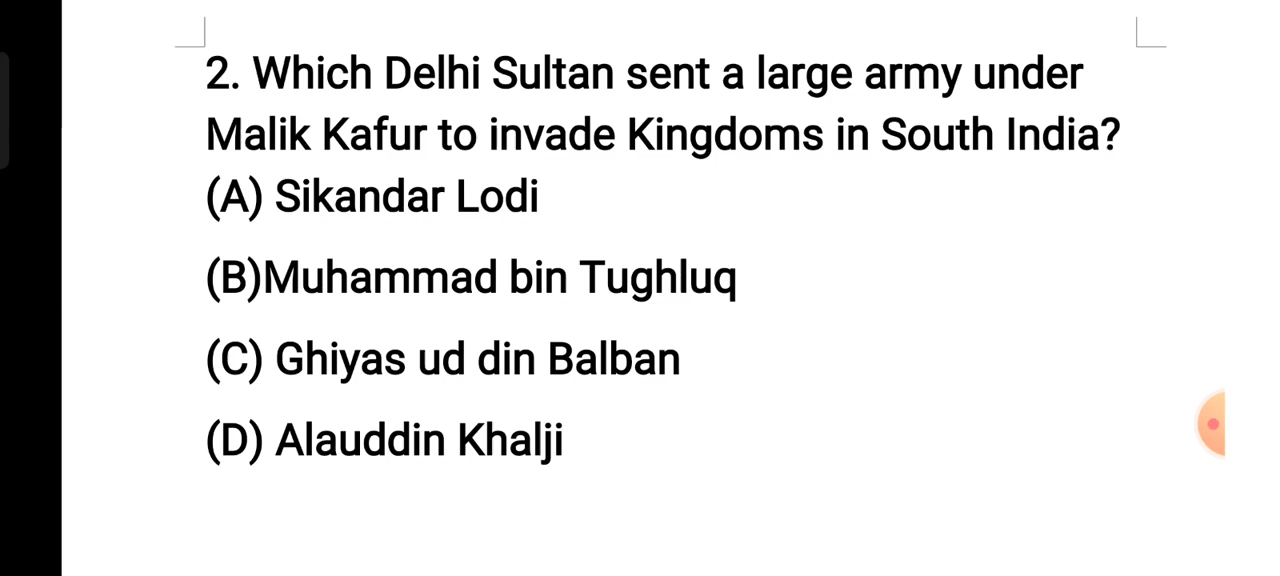 2. Which Delhi Sultan sent a large army under
Malik Kafur to invade Kingdoms in South India?
(A) Sikandar Lodi
(B)Muhammad bin Tughluq
(C) Ghiyas ud din Balban
(D) Alauddin Khalji